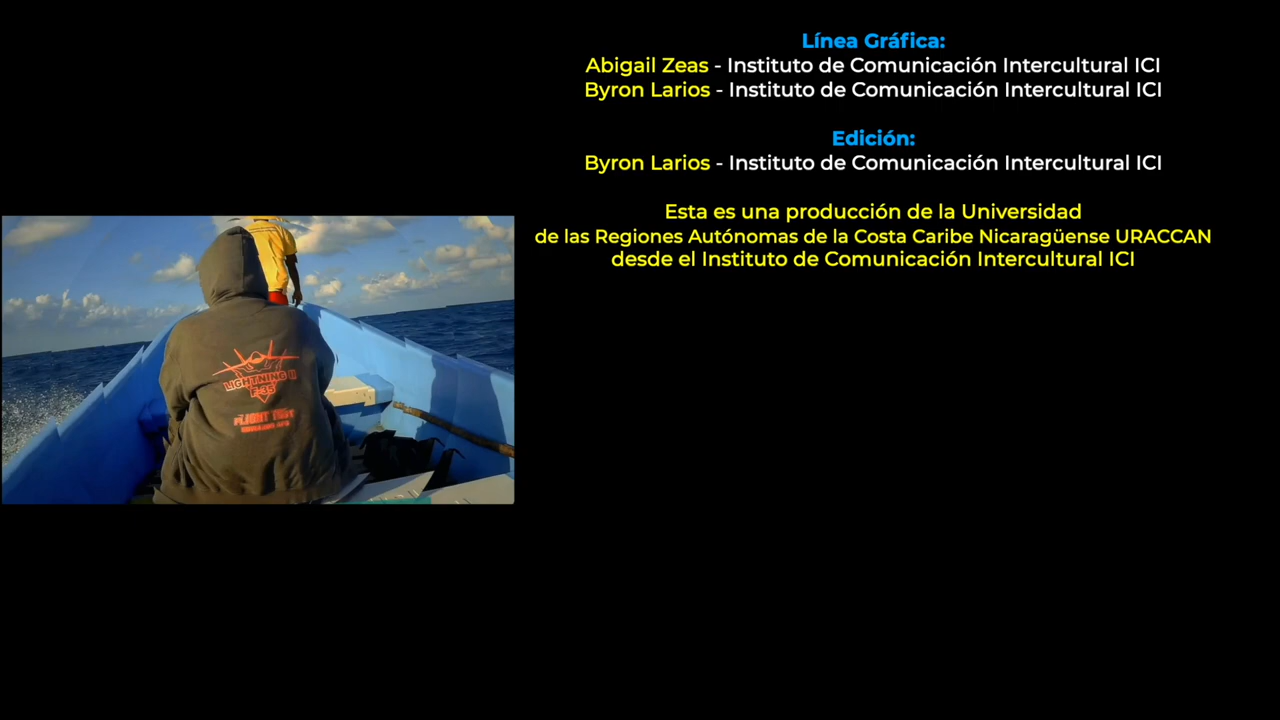 Línea Gráfica:
Abigail Zeas - Instituto de Comunicación Intercultural ICI
Byron Larios - Instituto de Comunicación Intercultural ICI
Edición:
Byron Larios - Instituto de Comunicación Intercultural ICI
Esta es una producción de la Universidad
de las Regiones Autónomas de la Costa Caribe Nicaragüense URACCAN
desde el Instituto de Comunicación Intercultural ICI
LIGHTNING II
F-35
FLIGHT TEST